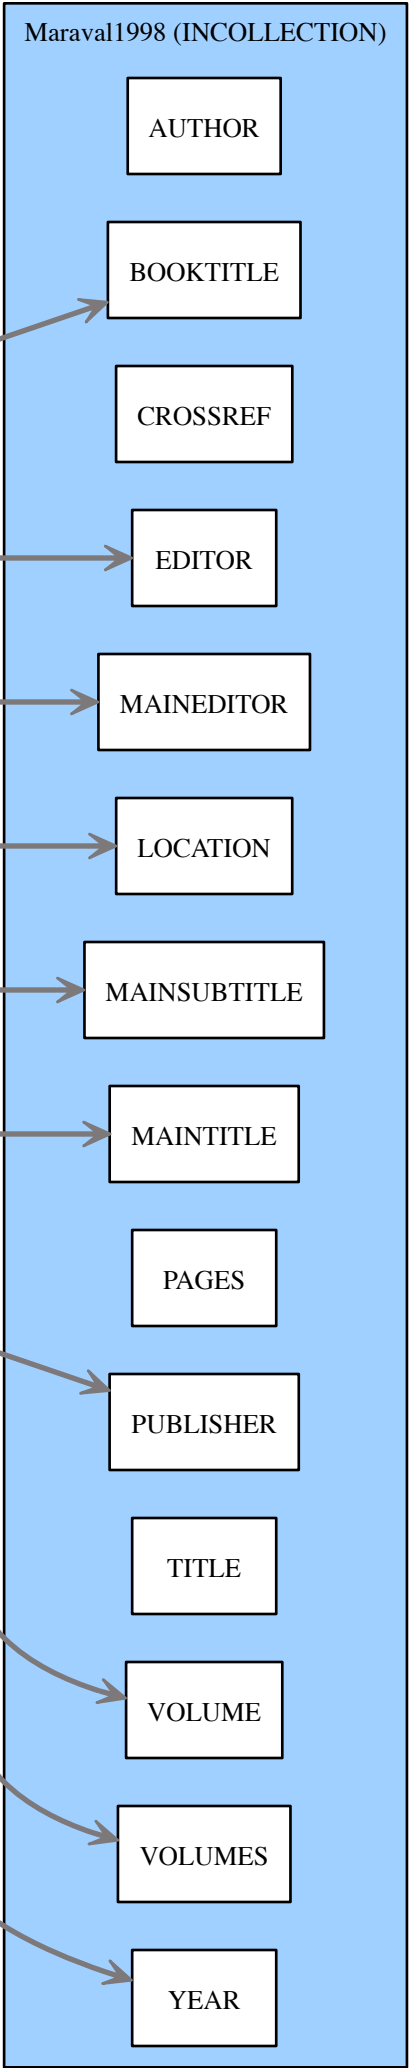 Maraval1998 (INCOLLECTION)
AUTHOR
BOOKTITLE
CROSSREF
EDITOR
MAINEDITOR
LOCATION
MAINSUBTITLE
MAINTITLE
PAGES
PUBLISHER
TITLE
VOLUME
VOLUMES
YEAR